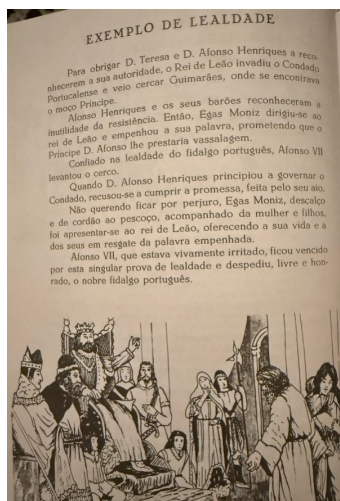 EXEMPLO DE LEALDADE
Para obrigar D. Teresa e D. Afonso Henriques a reco-
nhecerem a sua autoridade, o Rei de Leão invadiu o Condado
Portucalense e veio cercar Guimarães, onde se encontrava
o moço Príncipe.
Afonso Henriques e os seus barões reconheceram a
inutilidade da resistência. Então, Egas Moniz dirigiu-se ao
rei de Leão e empenhou a sua palavra, prometendo que o
Príncipe D. Afonso lhe prestaria vassalagem.
Confiado na lealdade do fidalgo português, Afonso VII
levantou o cerco.
Quando D. Afonso Henriques principiou a governar o
Condado, recusou-se a cumprir a promessa, feita pelo seu aio.
Não querendo ficar por perjuro, Egas Moniz, descalço
e de cordão ao pescoço, acompanhado da mulher e filhos,
foi apresentar-se ao rei de Leão, oferecendo a sua vida e a
dos seus em resgate da palavra empenhada.
Afonso VII, que estava vivamente irritado, ficou vencido
por esta singular prova de lealdade e despediu, livre e hon-
rado, o nobre fidalgo português.